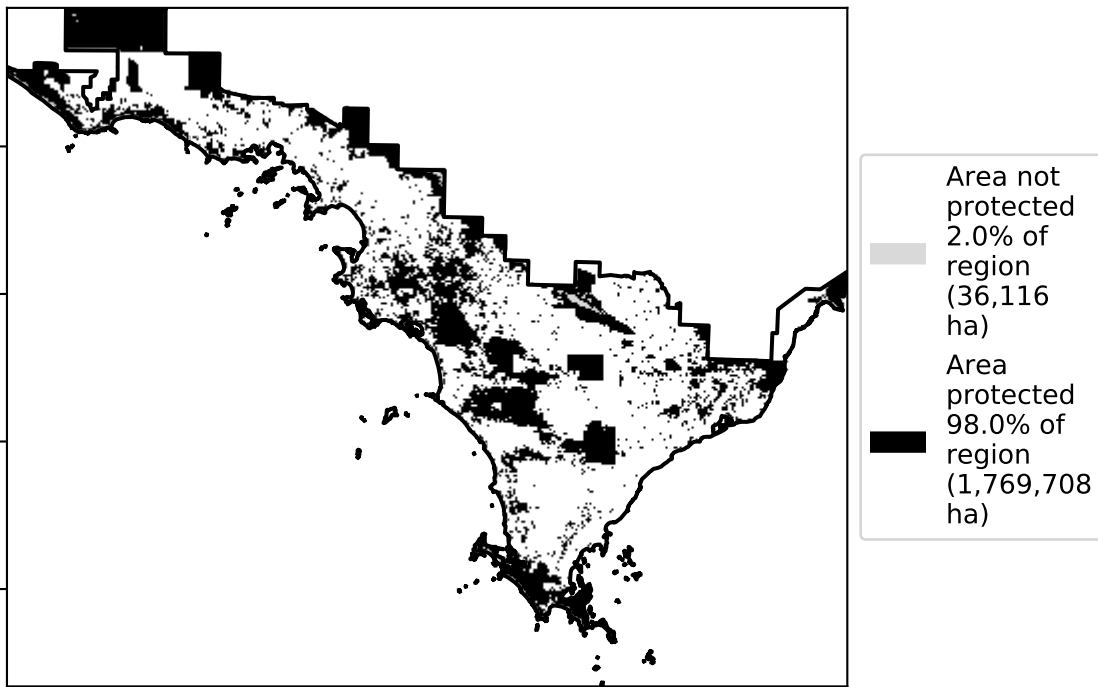 Area not
protected
2.0% of
region
(36,116
ha)
Area
protected
98.0% of
region
(1,769,708
ha)